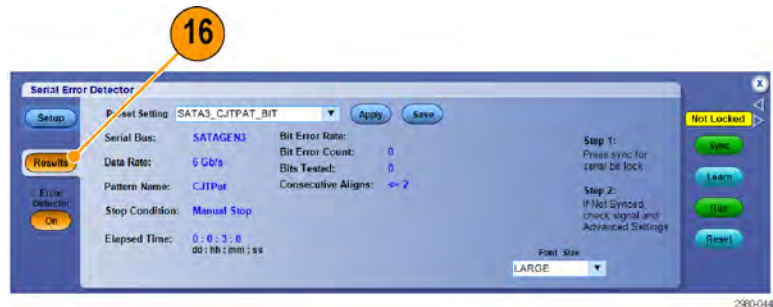 16
Serial Error Detector
X
Setup
Preset Setting SATA3_CJTPAT_BIT Apply Save
Not Locked
Serial Bus: SATAGEN3 Bit Error Rate:
Step 1:
Sync
Bit Error Count: 0
Press sync for
Results
Data Rate: 6 Gb/s
Bits Tested: 0
serial be lock
Learn
Pattern Name: CJTPat Consecutive Aligns: <= 2
Step 2:
Error
Detector
If Not Synced,
On
Stop Condition: Manual Stop
check signal and
Run
Advanced Settings
Elapsed Time: 0 : 0 : 3 : 0
Reset
dd : hh : mm : ss
Font Size
LARGE
2980-044